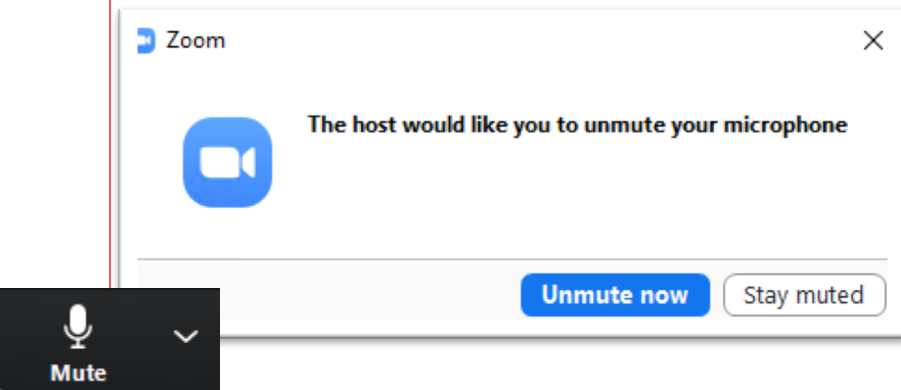 Zoom
The host would like you to unmute your microphone
Unmute now
Stay muted
Mute